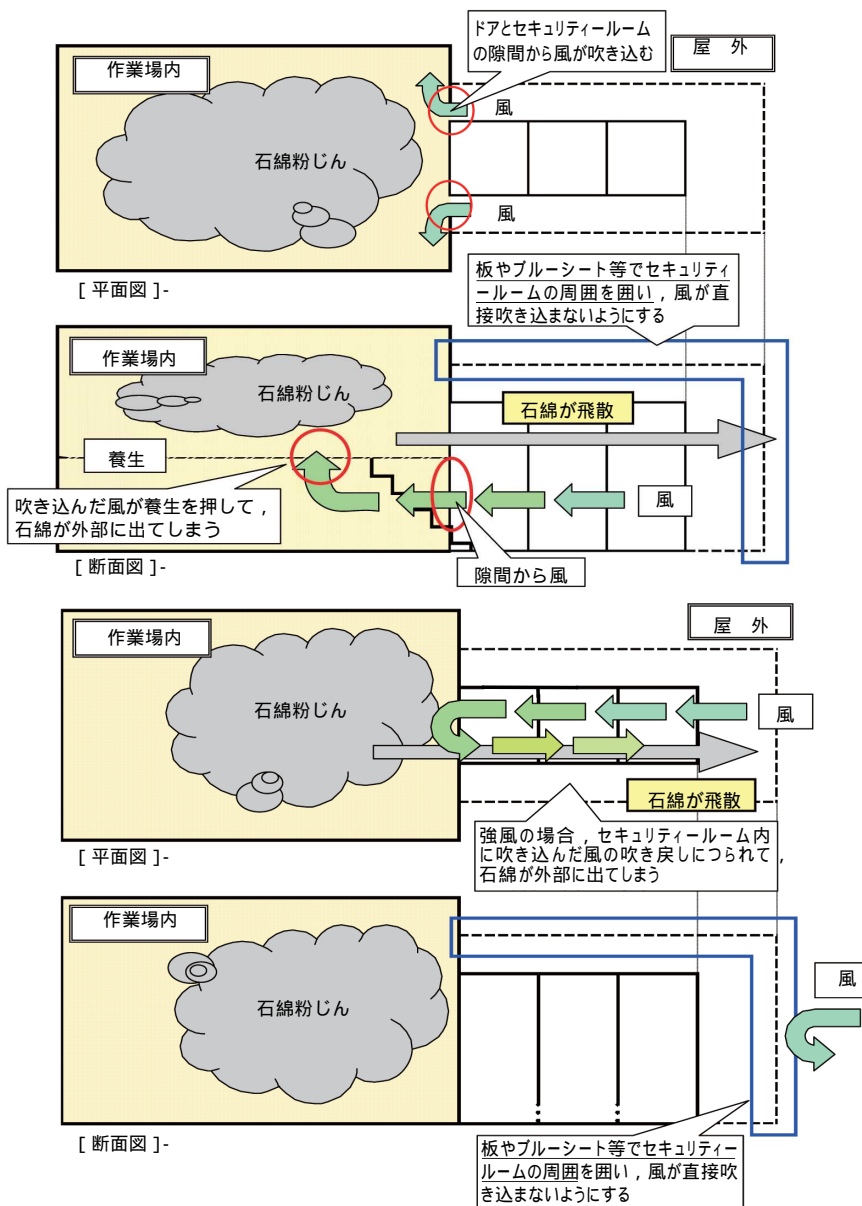 ドアとセキュリティールーム
の隙間から風が吹き込む
屋　外
作業場内
風
石綿粉じん
風
[ 平面図 ]-
板やブルーシート等でセキュリティ
ールームの周囲を囲い，風が直
接吹き込まないようにする
作業場内
石綿粉じん
石綿が飛散
養生
吹き込んだ風が養生を押して，
石綿が外部に出てしまう
風
[ 断面図 ]-
隙間から風
作業場内
屋　外
石綿粉じん
風
石綿が飛散
強風の場合，セキュリティールーム内
に吹き込んだ風の吹き戻しにつられて，
石綿が外部に出てしまう
[ 平面図 ]-
作業場内
風
石綿粉じん
[ 断面図 ]-
板やブルーシート等でセキュリティー
ルームの周囲を囲い，風が直接吹
き込まないようにする